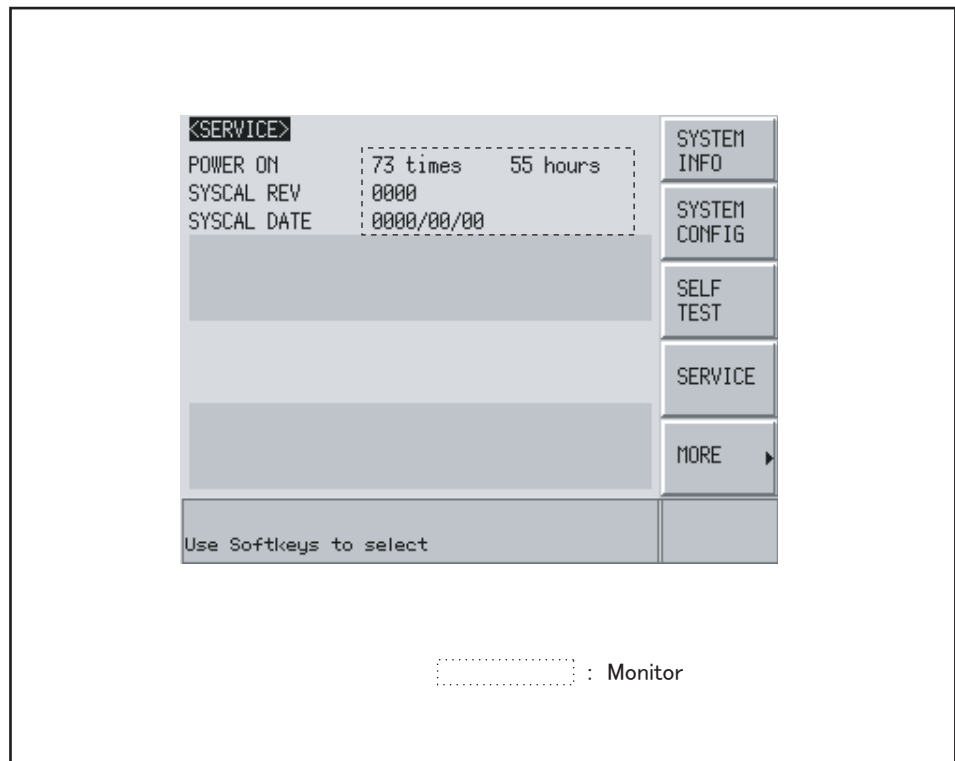 <SERVICE>
POWER ON 73 times 55 hours
SYSCAL REV 0000
SYSCAL DATE 0000/00/00
SYSTEM
INFO
SYSTEM
CONFIG
SELF
TEST
SERVICE
MORE
Use Softkeys to select
: Monitor